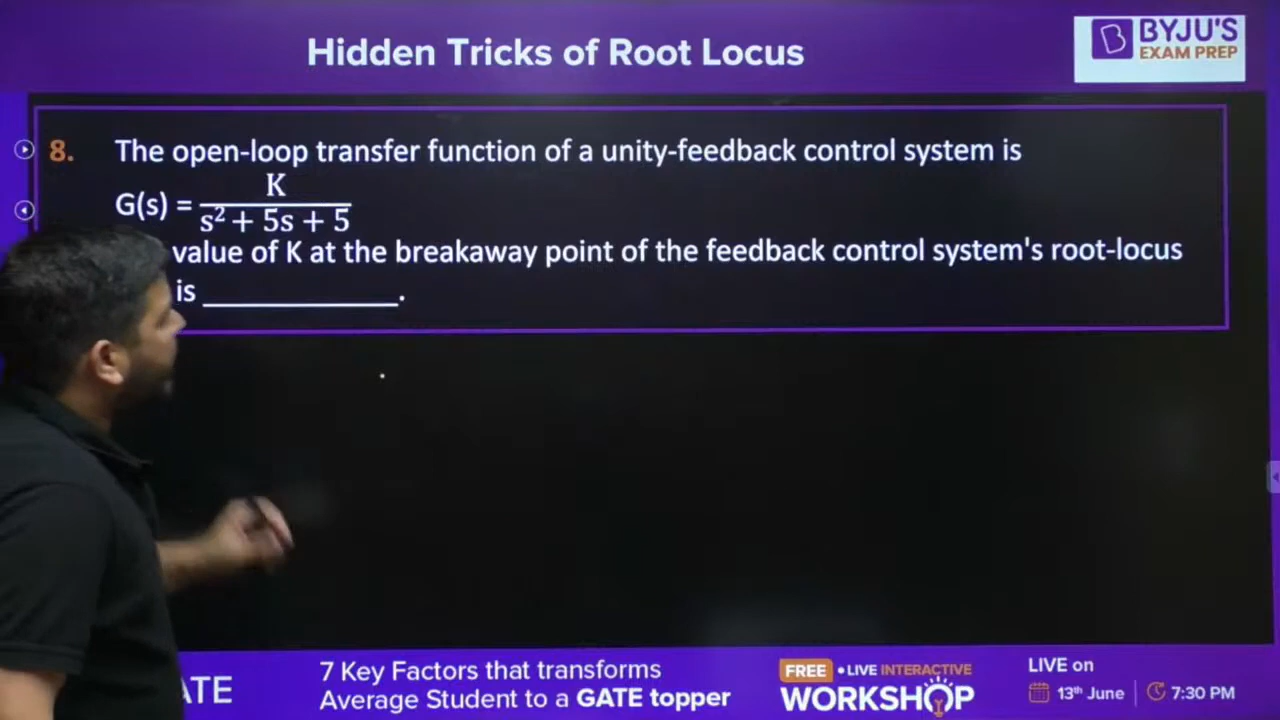 Hidden Tricks of Root Locus
BYJU'S
EXAM PREP
8. The open-loop transfer function of a unity-feedback control system is
G(s) = K / s² + 5s + 5
value of K at the breakaway point of the feedback control system's root-locus
is ____________.
7 Key Factors that transforms
Average Student to a GATE topper
FREE • LIVE INTERACTIVE
WORKSHOP
LIVE on
13th June | 7:30 PM